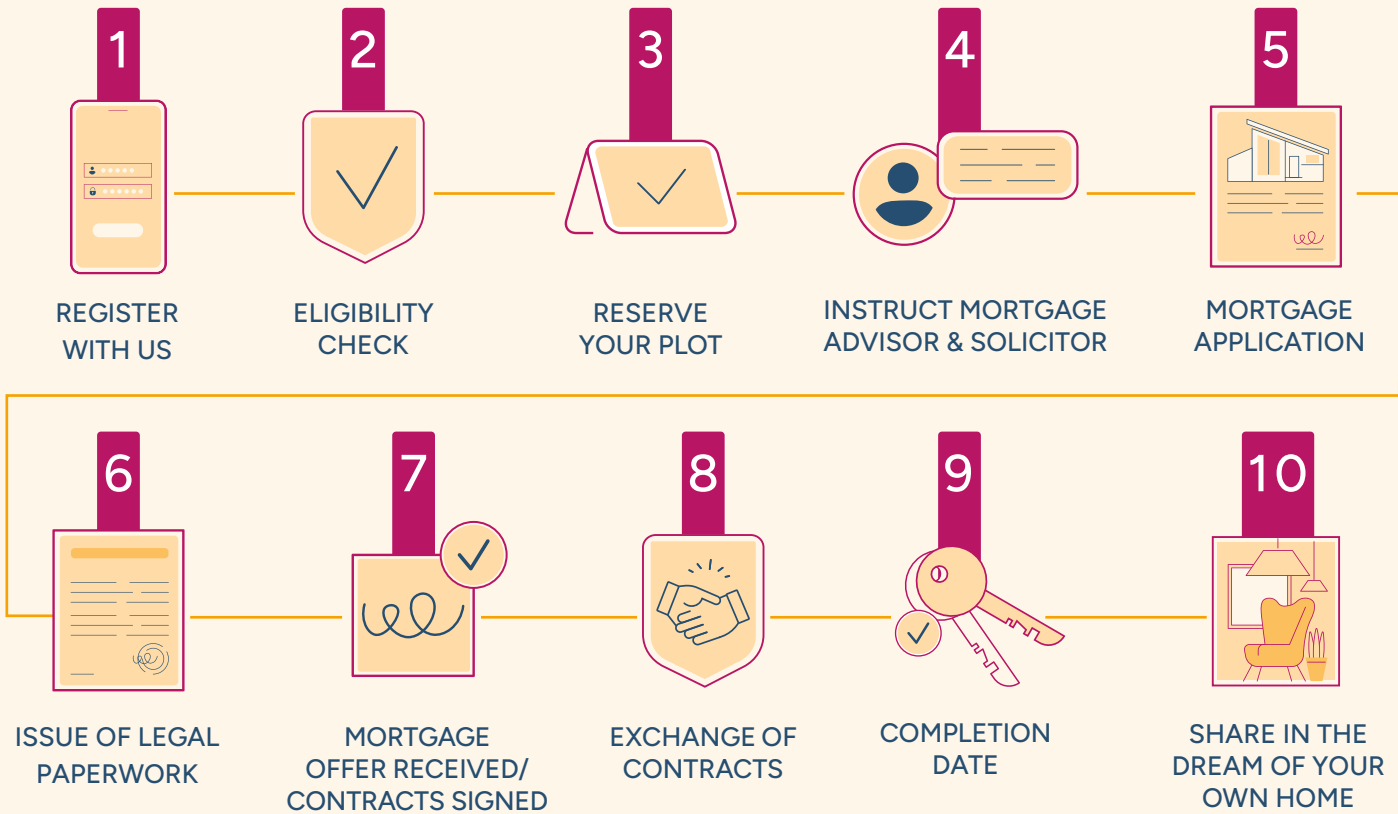 1
REGISTER
WITH US
2
ELIGIBILITY
CHECK
3
RESERVE
YOUR PLOT
4
INSTRUCT MORTGAGE
ADVISOR & SOLICITOR
5
MORTGAGE
APPLICATION
6
ISSUE OF LEGAL
PAPERWORK
7
MORTGAGE
OFFER RECEIVED/
CONTRACTS SIGNED
8
EXCHANGE OF
CONTRACTS
9
COMPLETION
DATE
10
SHARE IN THE
DREAM OF YOUR
OWN HOME